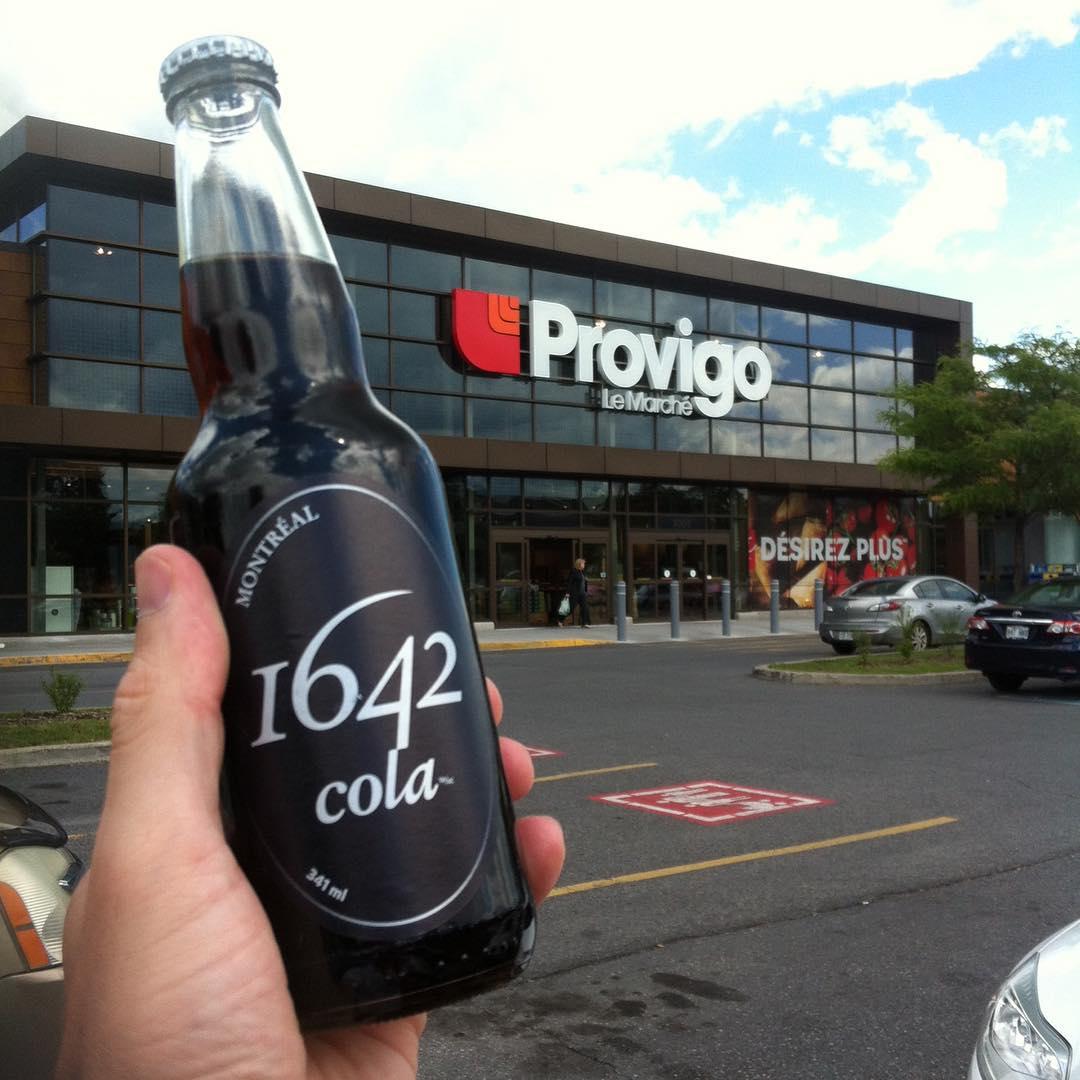 Provigo
Le Marché
DÉSIREZ PLUS
MONTRÉAL
1642
cola
341 ml